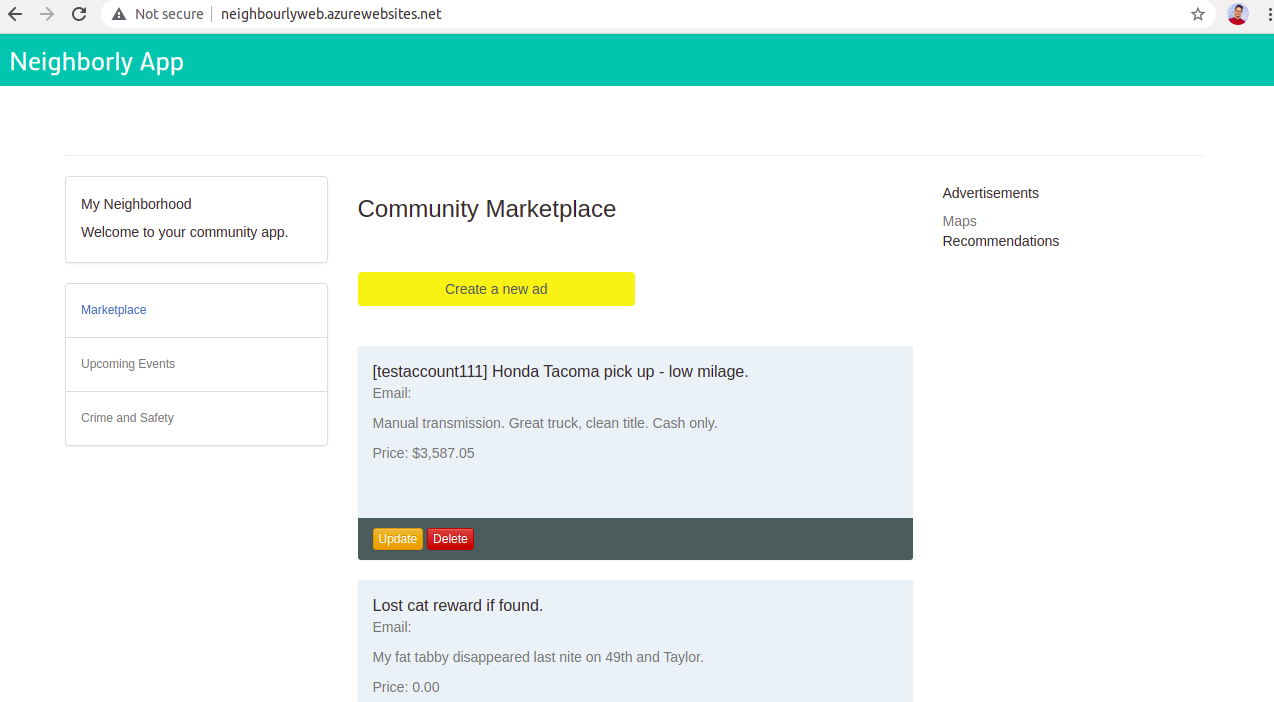 Not secure | neighbourlyweb.azurewebsites.net
Neighborly App
My Neighborhood
Welcome to your community app.
Marketplace
Upcoming Events
Crime and Safety
Community Marketplace
Create a new ad
[testaccount111] Honda Tacoma pick up - low milage.
Email:
Manual transmission. Great truck, clean title. Cash only.
Price: $3,587.05
Update Delete
Lost cat reward if found.
Email:
My fat tabby disappeared last nite on 49th and Taylor.
Price: 0.00
Advertisements
Maps
Recommendations